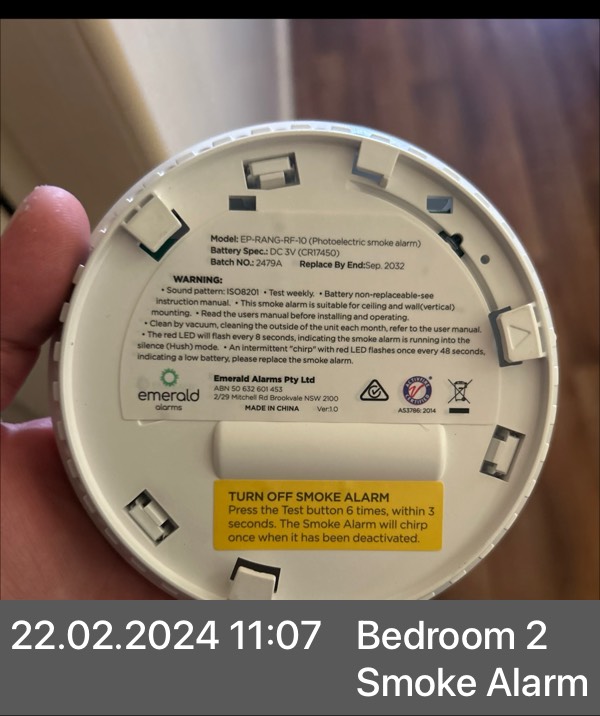 Model: EP-RANG-RF-10 (Photoelectric smoke alarm)
Battery Spec.: DC 3V (CR17450)
Batch NO.: 2479A Replace By End:Sep. 2032
WARNING:
• Sound pattern: ISO8201 • Test weekly. • Battery non-replaceable-see
instruction manual. • This smoke alarm is suitable for ceiling and wall(vertical)
mounting. • Read the users manual before installing and operating.
• Clean by vacuum, cleaning the outside of the unit each month, refer to the user manual.
• The red LED will flash every 8 seconds, indicating the smoke alarm is running into the
silence (Hush) mode. • An intermittent "chirp" with red LED flashes once every 48 seconds,
indicating a low battery, please replace the smoke alarm.
emerald
alarms
Emerald Alarms Pty Ltd
ABN 50 632 601 453
2/29 Mitchell Rd Brookvale NSW 2100
MADE IN CHINA Ver:1.0
AS3786: 2014
TURN OFF SMOKE ALARM
Press the Test button 6 times, within 3
seconds. The Smoke Alarm will chirp
once when it has been deactivated.
22.02.2024 11:07 Bedroom 2
Smoke Alarm